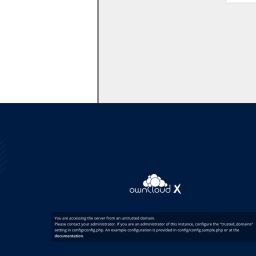 ownCloud X
You are accessing the server from an untrusted domain.
Please contact your administrator. If you are an administrator of this instance, configure the "trusted_domains"
setting in config/config.php. An example configuration is provided in config/config.sample.php or at the
documentation.